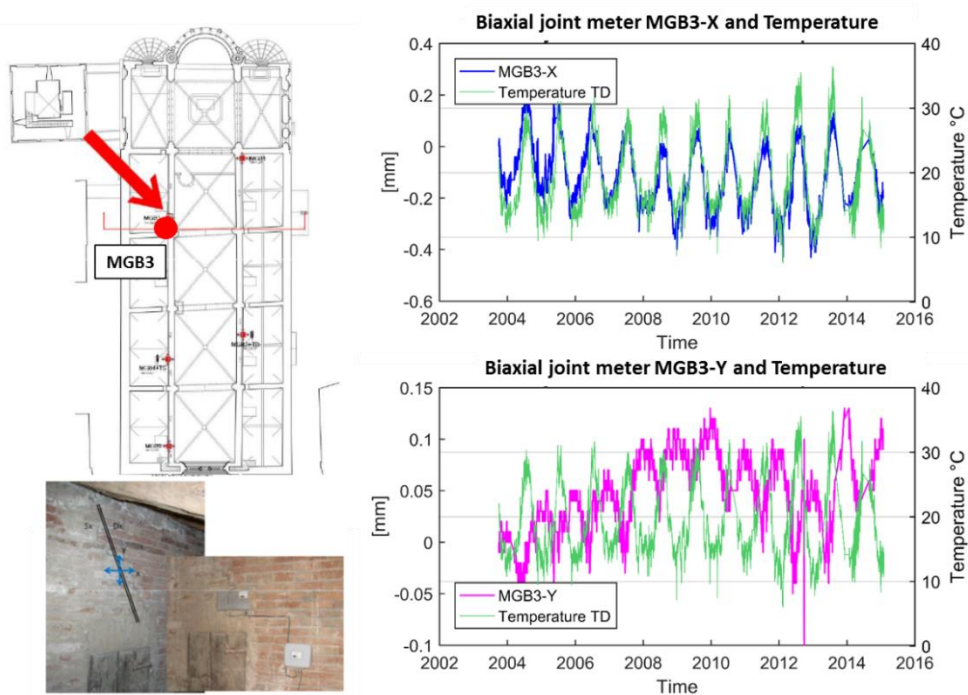 MGB3
Biaxial joint meter MGB3-X and Temperature
MGB3-X
Temperature TD
0.4
0.2
0
-0.2
-0.4
-0.6
[mm]
40
30
20
10
0
Temperature °C
2002 2004 2006 2008 2010 2012 2014 2016
Time
Biaxial joint meter MGB3-Y and Temperature
0.15
0.1
0.05
0
-0.05
-0.1
[mm]
40
30
20
10
0
Temperature °C
MGB3-Y
Temperature TD
2002 2004 2006 2008 2010 2012 2014 2016
Time